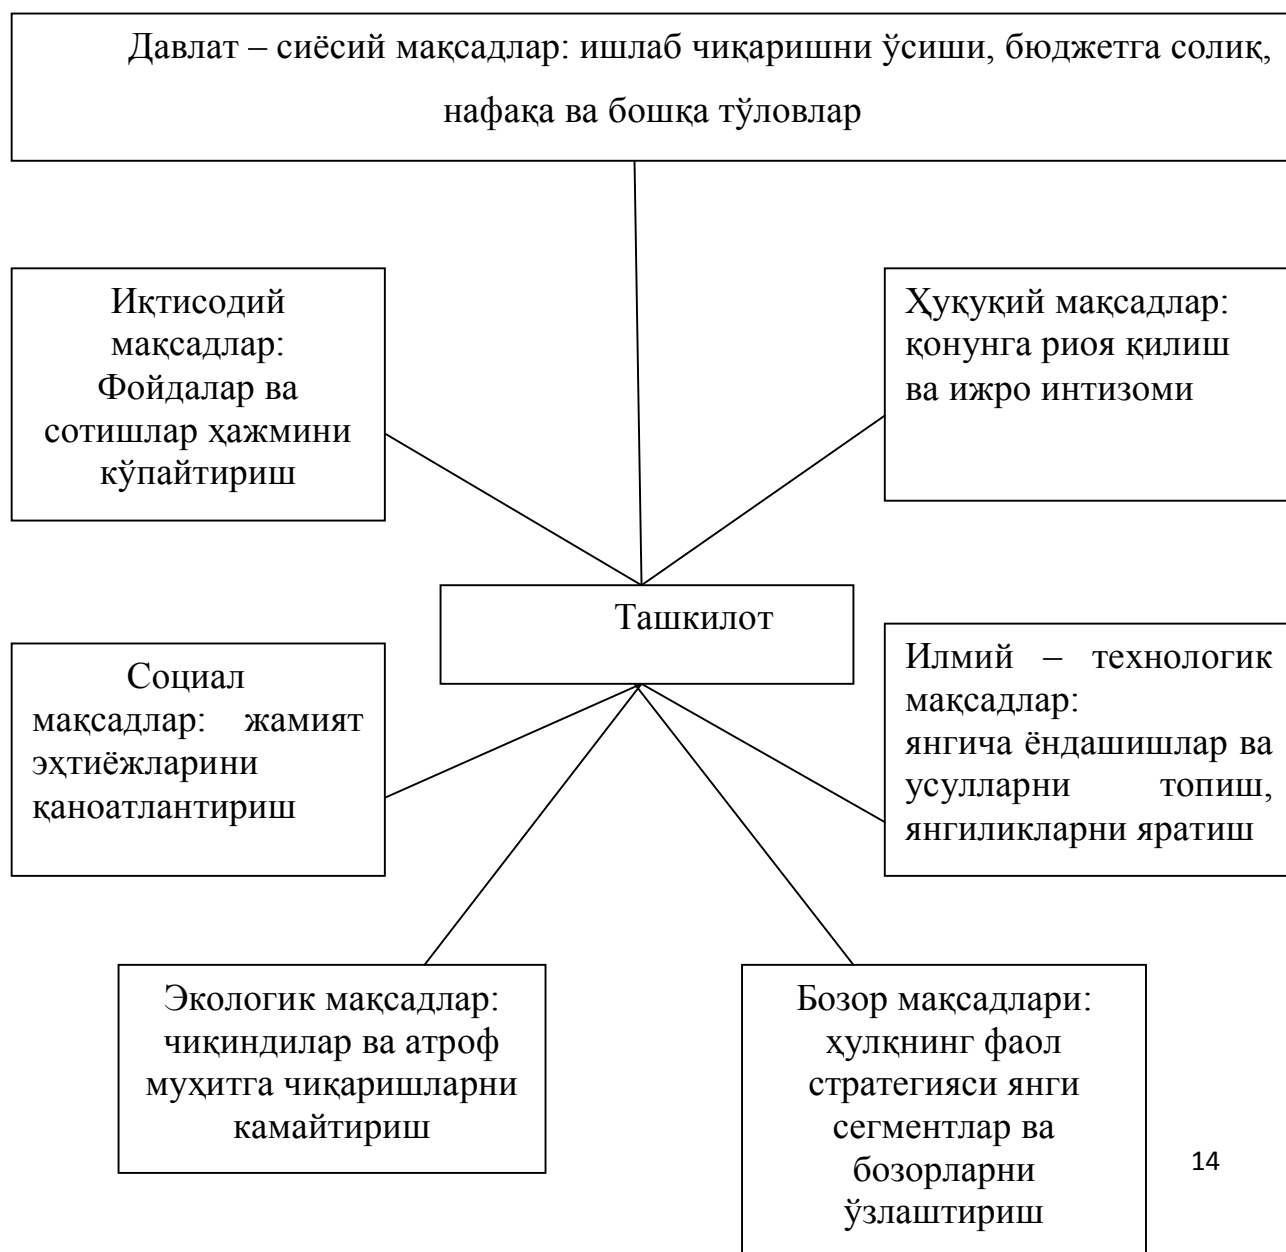 Давлат – сиёсий мақсадлар: ишлаб чиқаришни ўсиши, бюджетга солиқ,
нафақа ва бошқа тўловлар
Иқтисодий
мақсадлар:
Фойдалар ва
сотишлар ҳажмини
кўпайтириш
Ҳуқуқий мақсадлар:
қонунга риоя қилиш
ва ижро интизоми
Ташкилот
Социал
мақсадлар: жамият
эҳтиёжларини
қаноатлантириш
Илмий – технологик
мақсадлар:
янгича ёндашишлар ва
усулларни топиш,
янгиликларни яратиш
Экологик мақсадлар:
чиқиндилар ва атроф
муҳитга чиқаришларни
камайтириш
Бозор мақсадлари:
ҳулқнинг фаол
стратегияси янги
сегментлар ва
бозорларни
ўзлаштириш
14